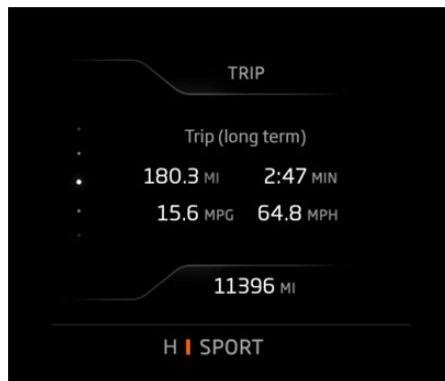 TRIP
Trip (long term)
180.3 MI 2:47 MIN
15.6 MPG 64.8 MPH
11396 MI
H SPORT